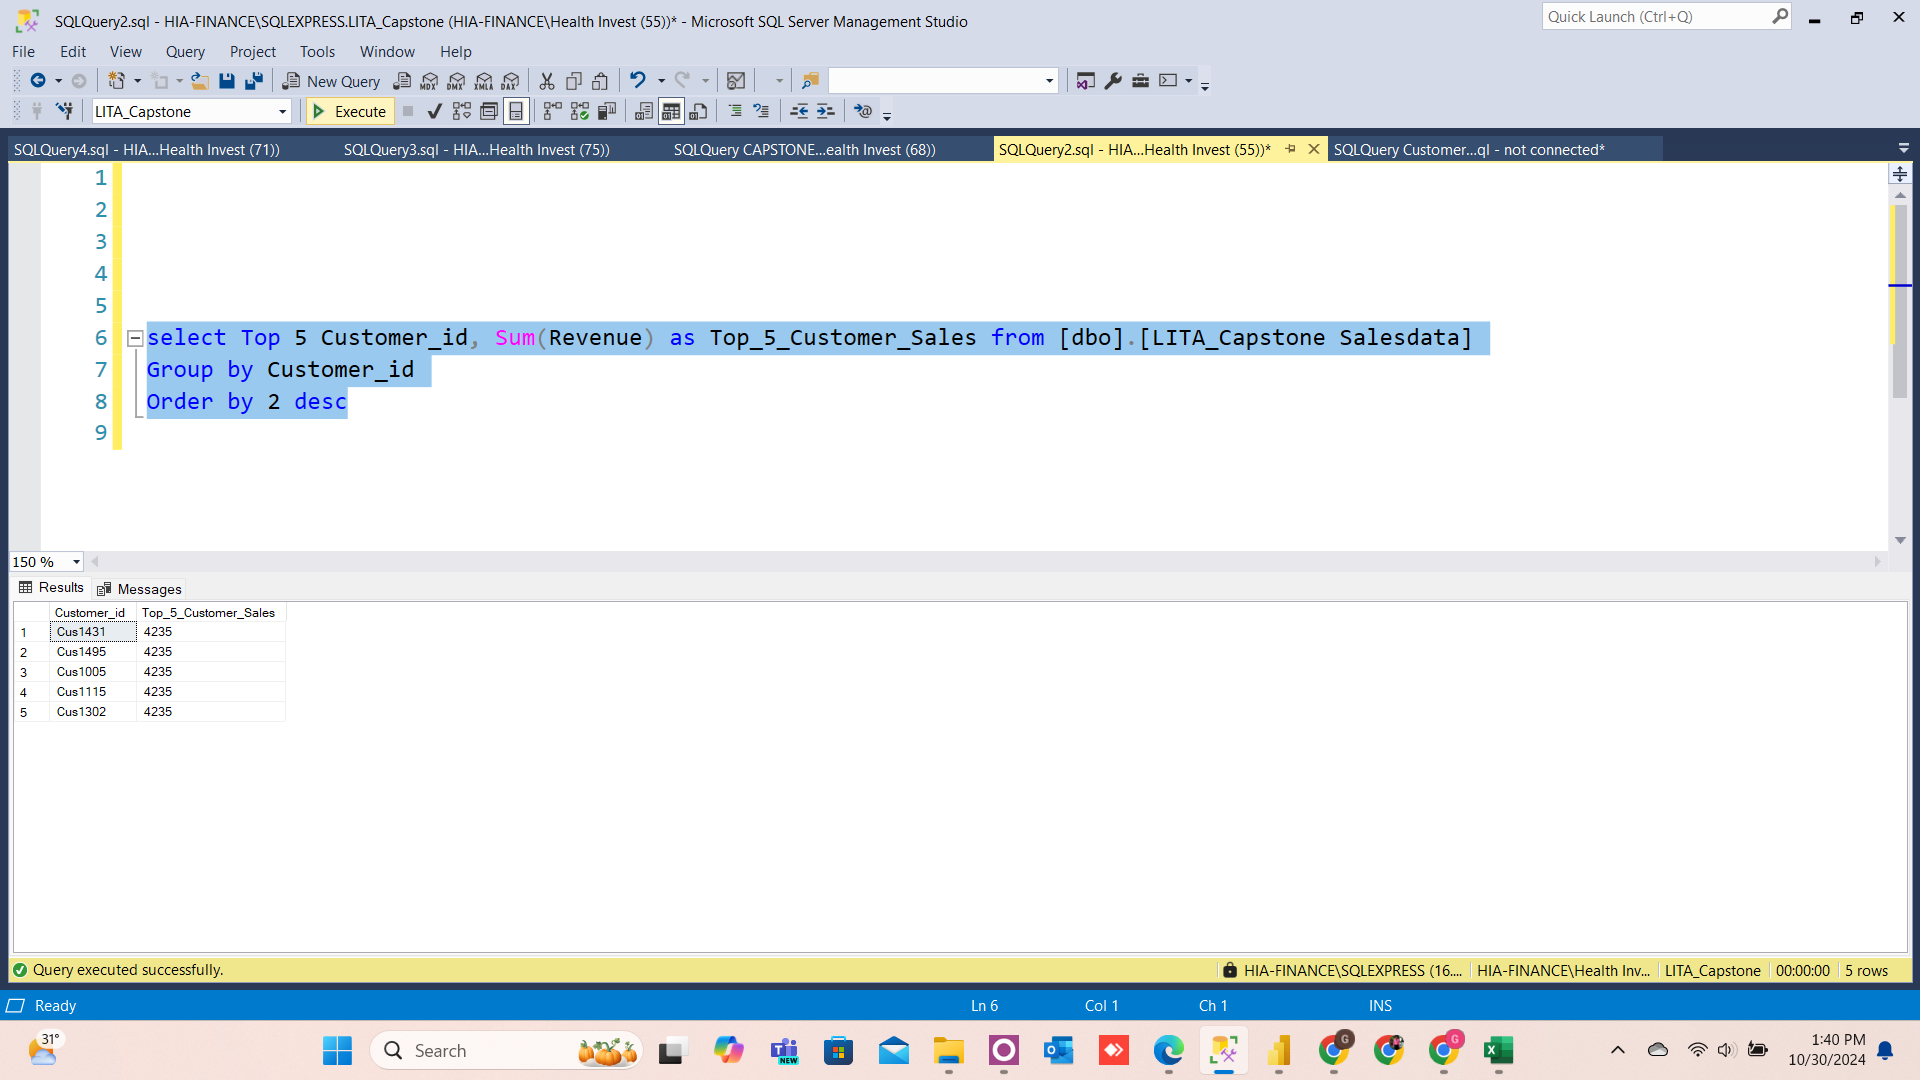 SQLQuery2.sql - HIA-FINANCE\SQLEXPRESS.LITA_Capstone (HIA-FINANCE\Health Invest (55))* - Microsoft SQL Server Management Studio
Quick Launch (Ctrl+Q)
File Edit View Query Project Tools Window Help
New Query
MDX DMX XMLA DAX
LITA_Capstone
Execute
SQLQuery4.sql - HIA...Health Invest (71))
SQLQuery3.sql - HIA...Health Invest (75))
SQLQuery CAPSTONE...ealth Invest (68))
SQLQuery2.sql - HIA...Health Invest (55))*
SQLQuery Customer...ql - not connected*
1
2
3
4
5
6 select Top 5 Customer_id, Sum(Revenue) as Top_5_Customer_Sales from [dbo].[LITA_Capstone Salesdata]
7 Group by Customer_id
8 Order by 2 desc
9
150 %
Results Messages
Customer_id Top_5_Customer_Sales
1 Cus1431 4235
2 Cus1495 4235
3 Cus1005 4235
4 Cus1115 4235
5 Cus1302 4235
Query executed successfully.
HIA-FINANCE\SQLEXPRESS (16.... HIA-FINANCE\Health Inv... LITA_Capstone 00:00:00 5 rows
Ready Ln 6 Col 1 Ch 1 INS
31°
Search
NEW
1:40 PM
10/30/2024